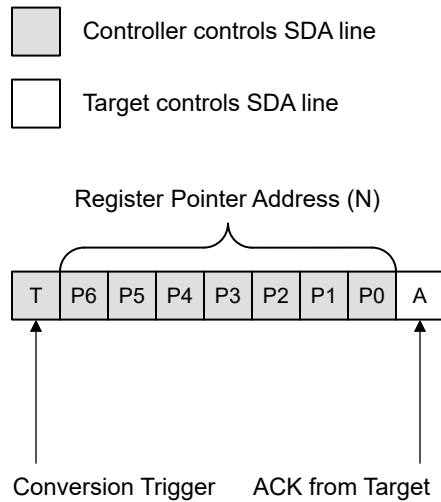 Controller controls SDA line
Target controls SDA line
Register Pointer Address (N)
T P6 P5 P4 P3 P2 P1 P0 A
Conversion Trigger ACK from Target